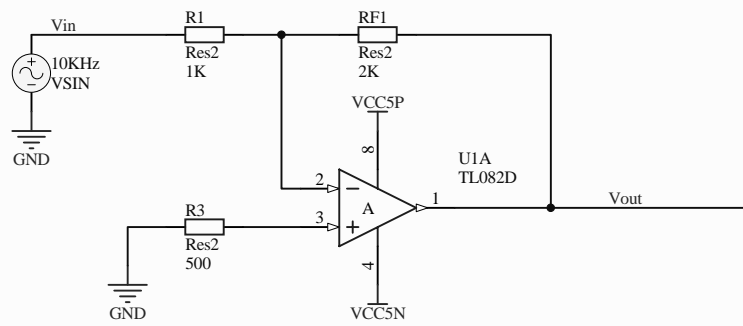 Vin
R1
Res2
1K
RF1
Res2
2K
10KHz
VSIN
GND
VCC5P
8
U1A
TL082D
2
A
1
Vout
3
R3
Res2
500
4
GND
VCC5N